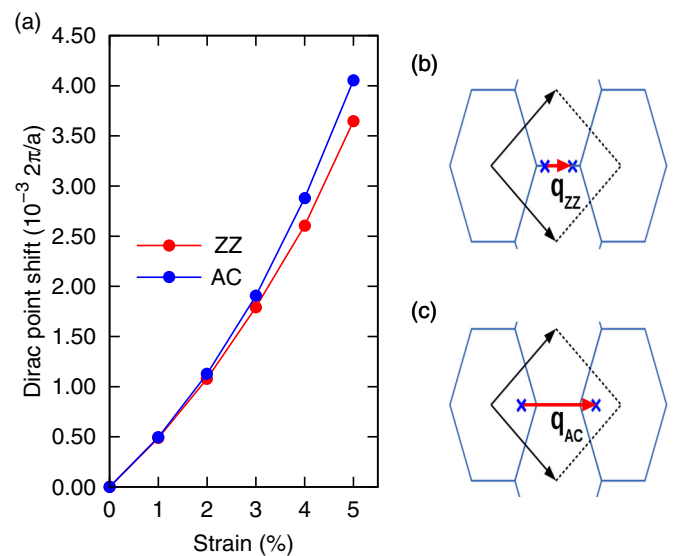 (a)
4.50
4.00
3.50
3.00
2.50
2.00
1.50
1.00
0.50
0.00
Dirac point shift (10⁻³ 2π/a)
ZZ
AC
0 1 2 3 4 5
Strain (%)
(b)
q_ZZ
(c)
q_AC